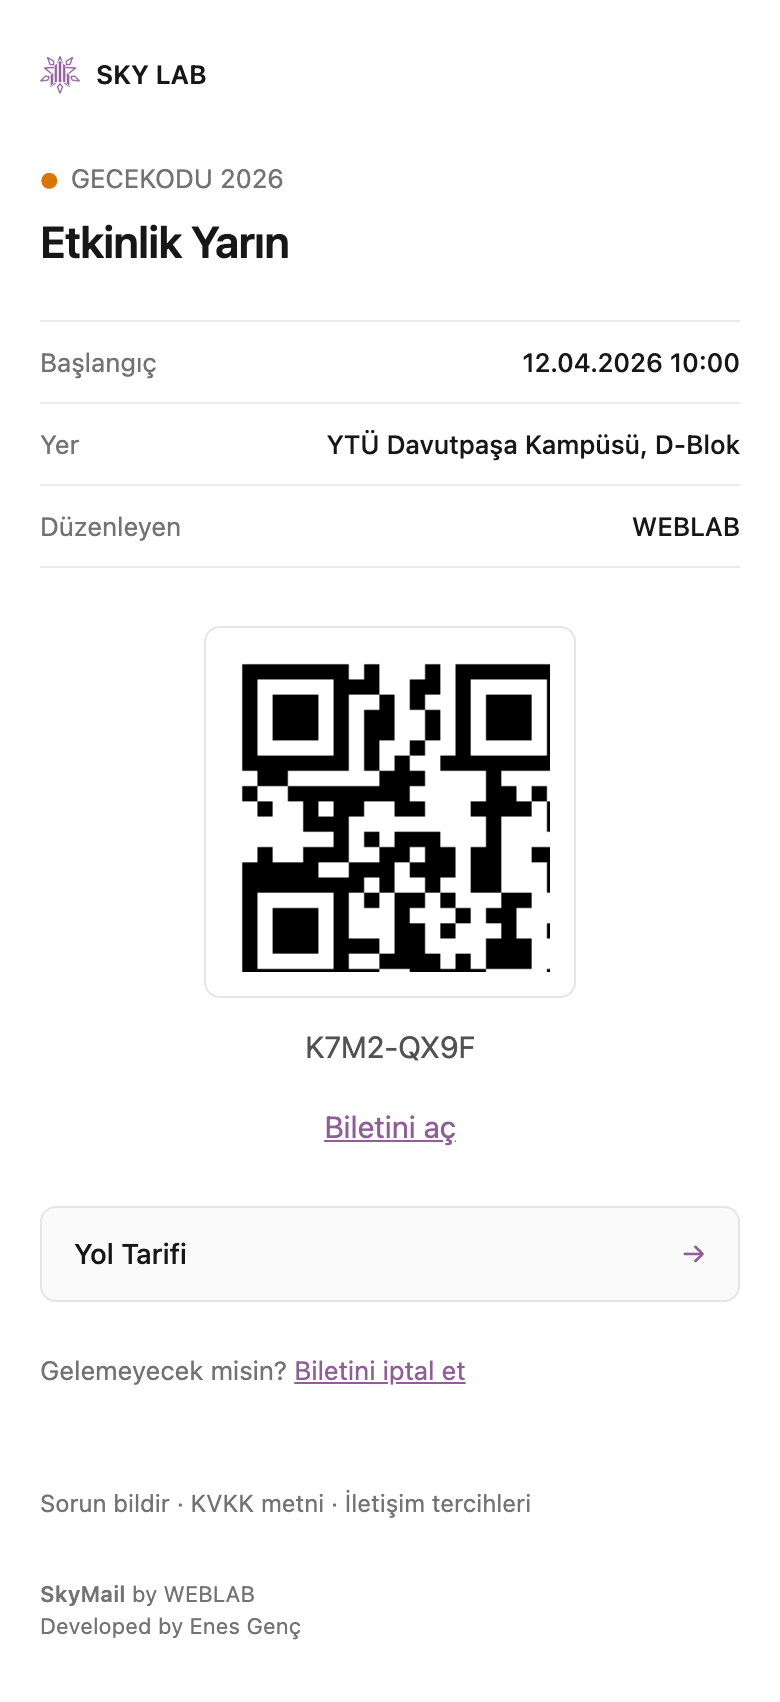 SKY LAB
GECEKODU 2026
Etkinlik Yarın
Başlangıç 12.04.2026 10:00
Yer YTÜ Davutpaşa Kampüsü, D-Blok
Düzenleyen WEBLAB
K7M2-QX9F
Biletini aç
Yol Tarifi →
Gelemeyecek misin? Biletini iptal et
Sorun bildir · KVKK metni · İletişim tercihleri
SkyMail by WEBLAB
Developed by Enes Genç